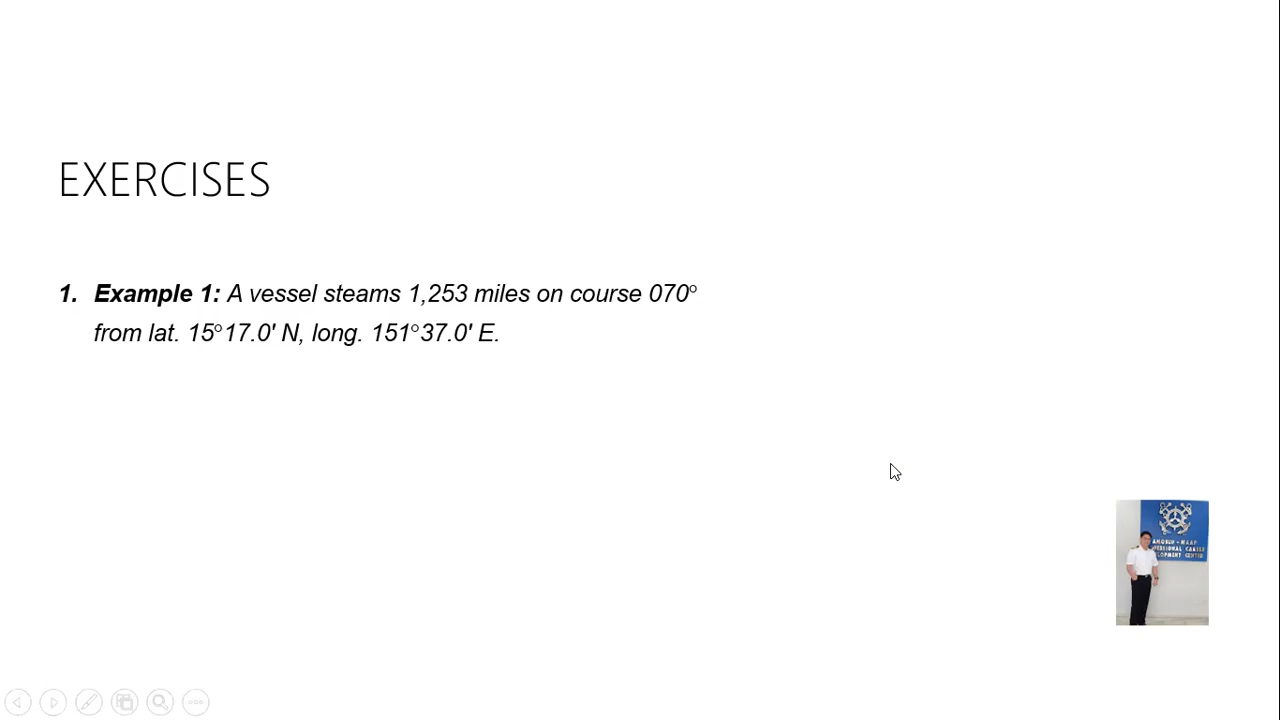 EXERCISES
1. Example 1: A vessel steams 1,253 miles on course 070°
from lat. 15°17.0' N, long. 151°37.0' E.